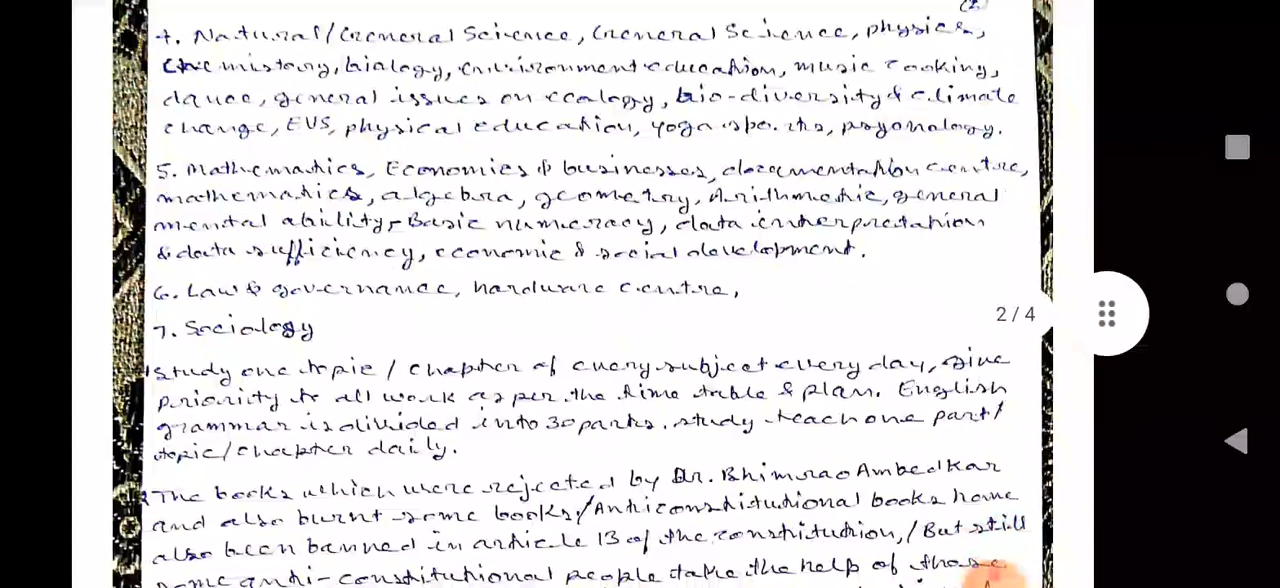 4. Natural/General Science, General Science, physics,
chemistary, bialogy, environment education, music cooking,
dance, general issues on ecology, bio-diversity & climate
change, EVS, physical education, yoga
5. Mathematics, Economics & businesses, documentation centre,
mathematics, algebra, geometry, Arithmetic, general
mental ability, Basic numeracy, data interpretation
& data sufficiency, economic & social development.
6. Law & governance, hardware centre,
7. Sociology
2 / 4
Study one topic / chapter of every subject every day, give
periority to all work as per the time table & plan. English
grammar is divided into 30 parts. study teach one part/
topic/chapter daily.
The books which were rejected by Dr. Bhimrao Ambedkar
and also burnt some books/Anticonstitutional books have
also been banned in article 13 of the constitution,/But still
some anti-constitutional people take the help of those